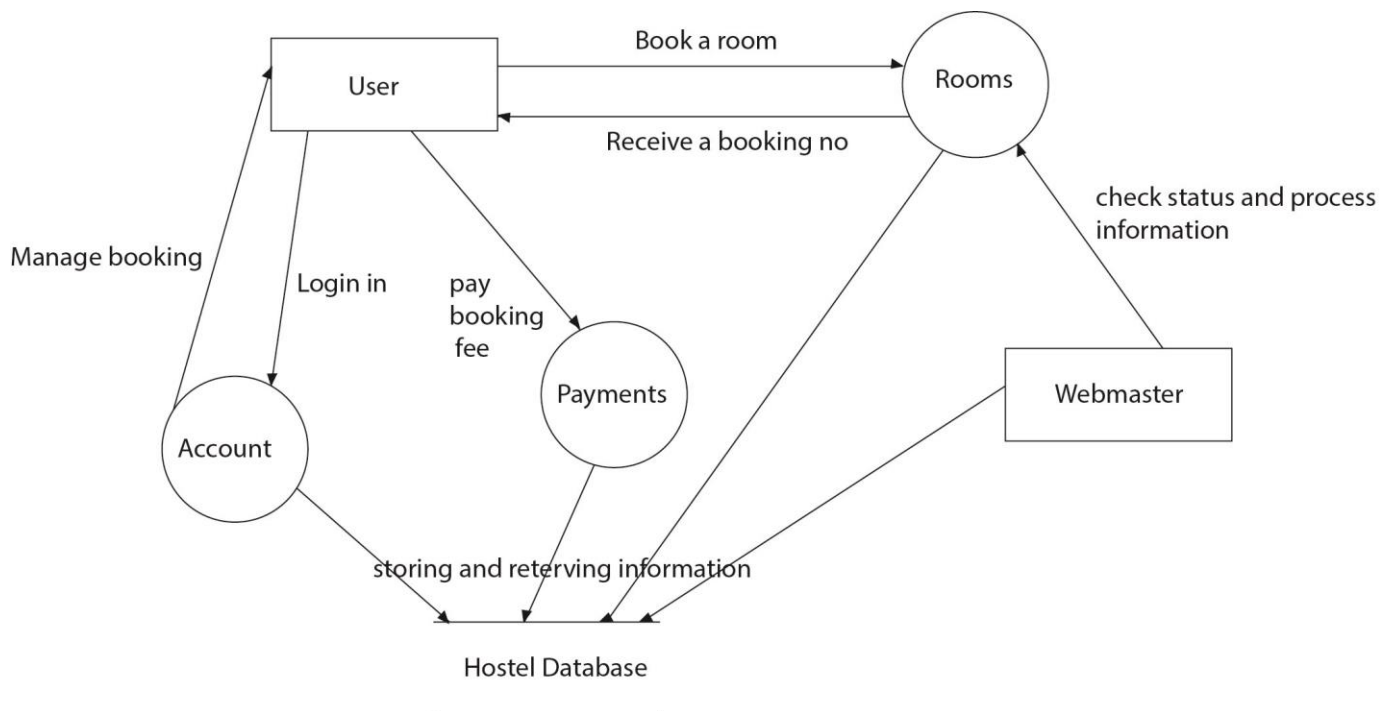 Book a room
User
Rooms
Receive a booking no
check status and process
information
Manage booking
Login in
pay
booking
fee
Payments
Webmaster
Account
storing and reterving information
Hostel Database